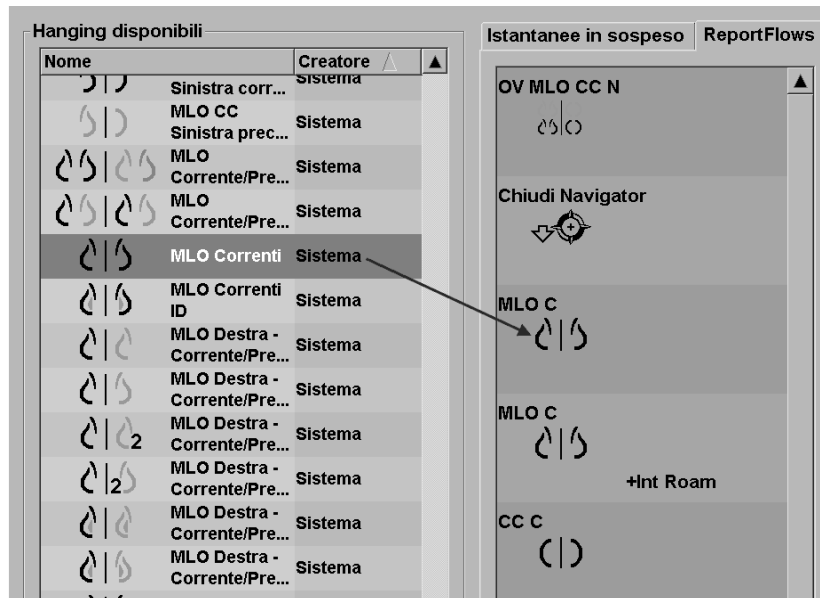 Hanging disponibili
Nome Creatore
Sinistra corr... Sistema
MLO CC
Sinistra prec... Sistema
MLO
Corrente/Pre... Sistema
MLO
Corrente/Pre... Sistema
MLO Correnti Sistema
MLO Correnti
ID Sistema
MLO Destra -
Corrente/Pre... Sistema
MLO Destra -
Corrente/Pre... Sistema
2 MLO Destra -
Corrente/Pre... Sistema
2 MLO Destra -
Corrente/Pre... Sistema
MLO Destra -
Corrente/Pre... Sistema
MLO Destra -
Corrente/Pre... Sistema
Istantanee in sospeso ReportFlows
OV MLO CC N
Chiudi Navigator
MLO C
MLO C
+Int Roam
CC C